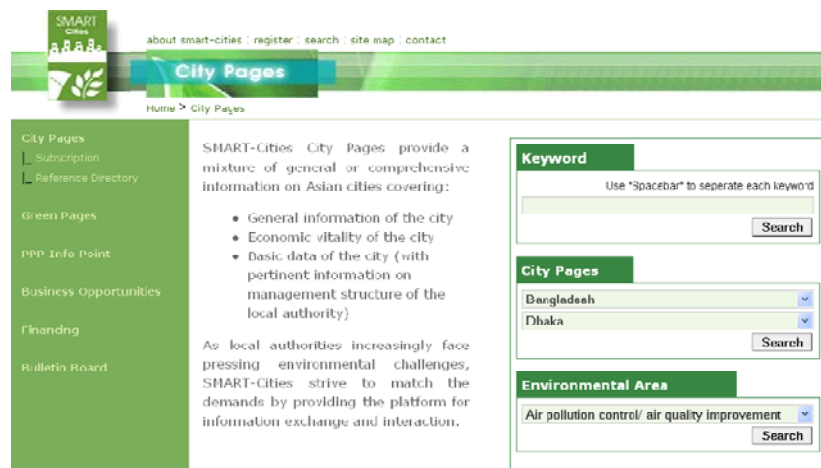 SMART
Cities
about smart-cities : register : search : site map : contact
City Pages
Home > City Pages
City Pages
Subscription
Reference Directory
Green Pages
PPP Info Point
Business Opportunities
Financing
Bulletin Board
SMART-Cities City Pages provide a
mixture of general or comprehensive
information on Asian cities covering:
• General information of the city
• Economic vitality of the city
• Basic data of the city (with
pertinent information on
management structure of the
local authority)
As local authorities increasingly face
pressing environmental challenges,
SMART-Cities strive to match the
demands by providing the platform for
information exchange and interaction.
Keyword
Use "Spacebar" to seperate each keyword
Search
City Pages
Bangladesh
Dhaka
Search
Environmental Area
Air pollution control/ air quality improvement
Search